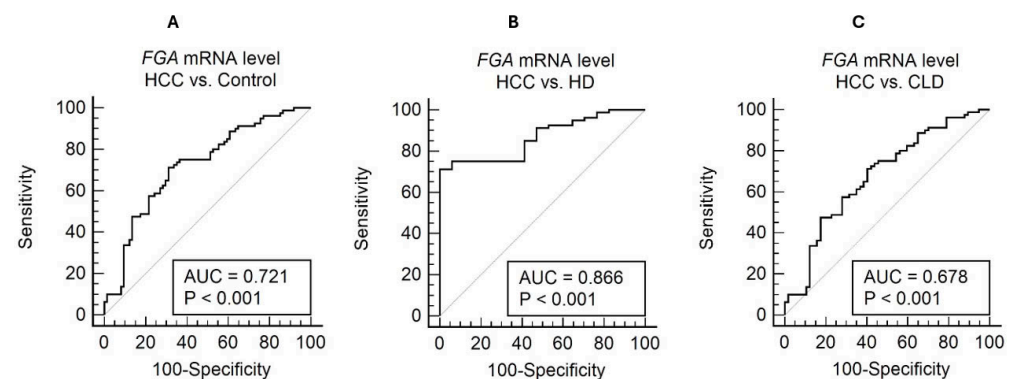 A
FGA mRNA level
HCC vs. Control
Sensitivity
100
80
60
40
20
0
AUC = 0.721
P < 0.001
0 20 40 60 80 100
100-Specificity
B
FGA mRNA level
HCC vs. HD
Sensitivity
100
80
60
40
20
0
AUC = 0.866
P < 0.001
0 20 40 60 80 100
100-Specificity
C
FGA mRNA level
HCC vs. CLD
Sensitivity
100
80
60
40
20
0
AUC = 0.678
P < 0.001
0 20 40 60 80 100
100-Specificity